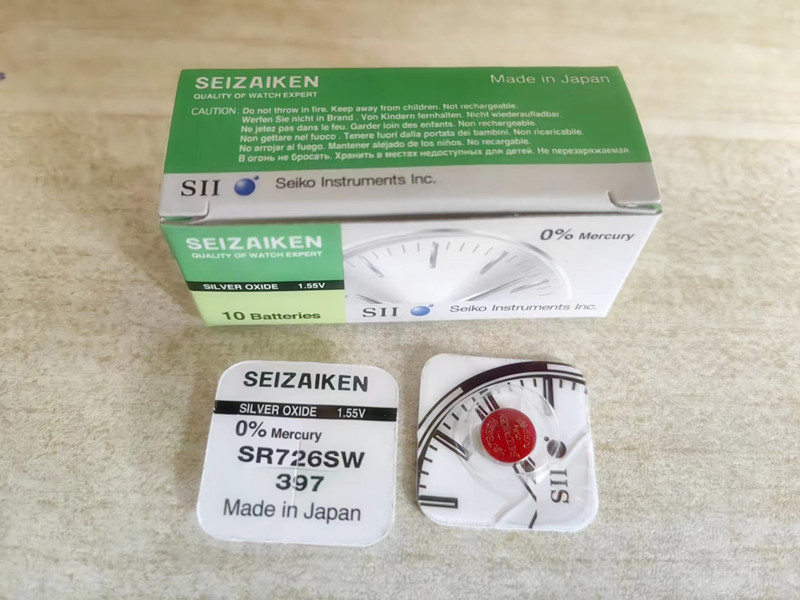 SEIZAIKEN
Made in Japan
QUALITY OF WATCH EXPERT
CAUTION: Do not throw in fire. Keep away from children. Not rechargeable.
Werfen Sie nicht in Brand . Von Kindern fernhalten. Nicht wiederaufladbar
Ne jetez pas dans le feu. Garder loin des enfants. Non rechargeable.
Non gettare nel fuoco . Tenere fuori dalla portata dei bambini. Non ricaricabile.
No arrojar al fuego. Mantener alejado de los niños. No recargable.
В огонь не бросать. Хранить в местах недоступных для детей. Не перезаряжаемая.
SII Seiko Instruments Inc.
SEIZAIKEN
QUALITY OF WATCH EXPERT
0% Mercury
SILVER OXIDE 1.55V
10 Batteries
SII Seiko Instruments Inc.
SEIZAIKEN
SILVER OXIDE 1.55V
0% Mercury
SR726SW
397
Made in Japan
SII